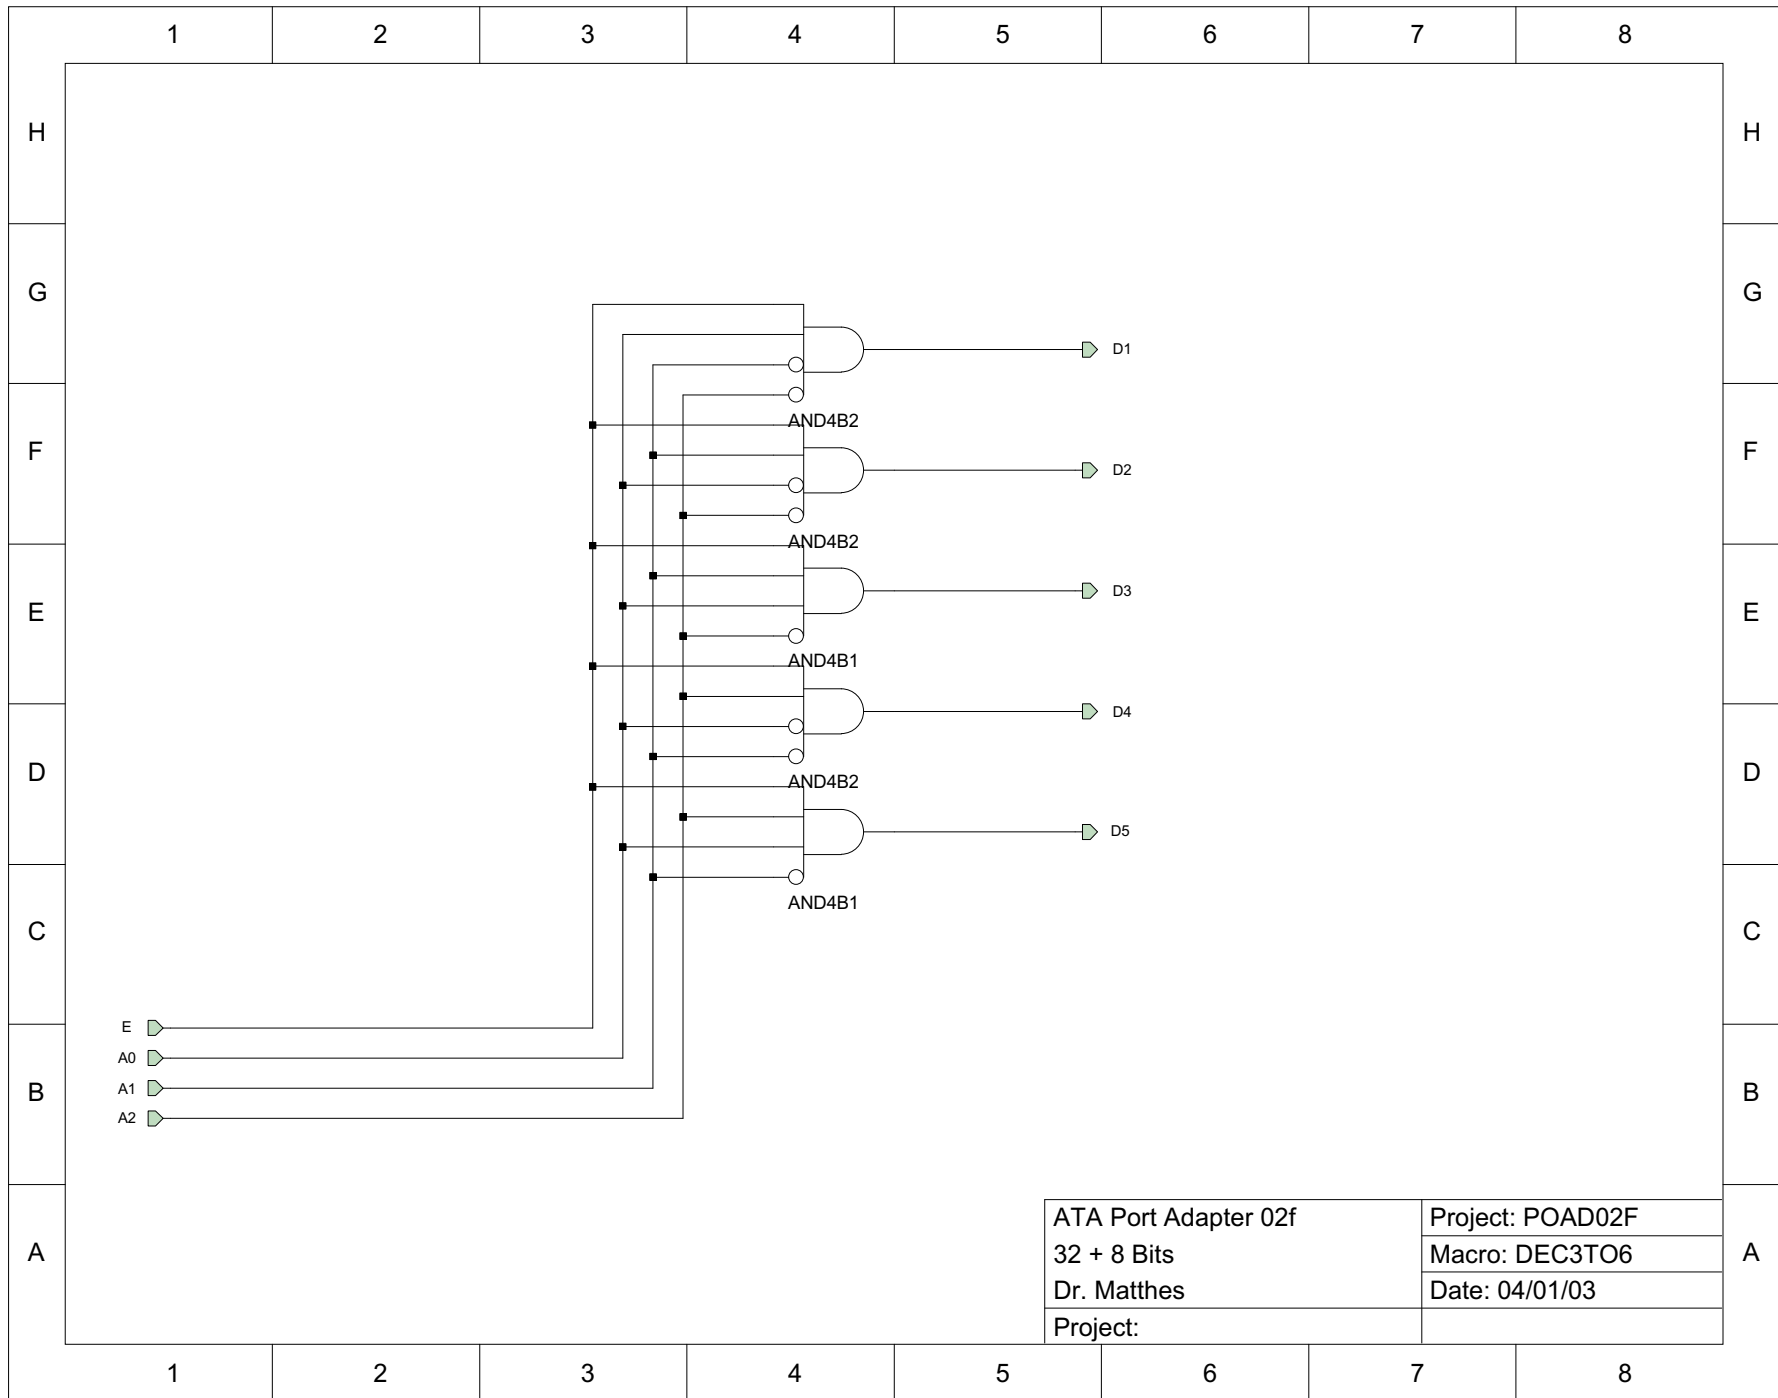 1 2 3 4 5 6 7 8
H H
G G
D1
AND4B2
F F
D2
AND4B2
D3
E E
AND4B1
D4
D D
AND4B2
D5
AND4B1
C C
E
A0
A1
B B
A2
ATA Port Adapter 02f
Project: POAD02F
32 + 8 Bits
Macro: DEC3TO6
A A
Dr. Matthes
Date: 04/01/03
Project:
1 2 3 4 5 6 7 8